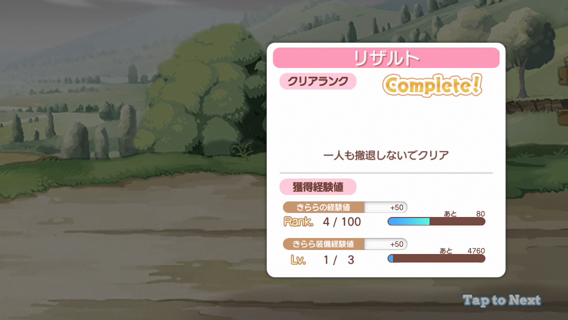 リザルト
クリアランク
Complete!
一人も撤退しないでクリア
獲得経験値
きららの経験値 +50
Rank. 4 / 100 あと 80
きらら装備経験値 +50
Lv. 1 / 3 あと 4760
Tap to Next